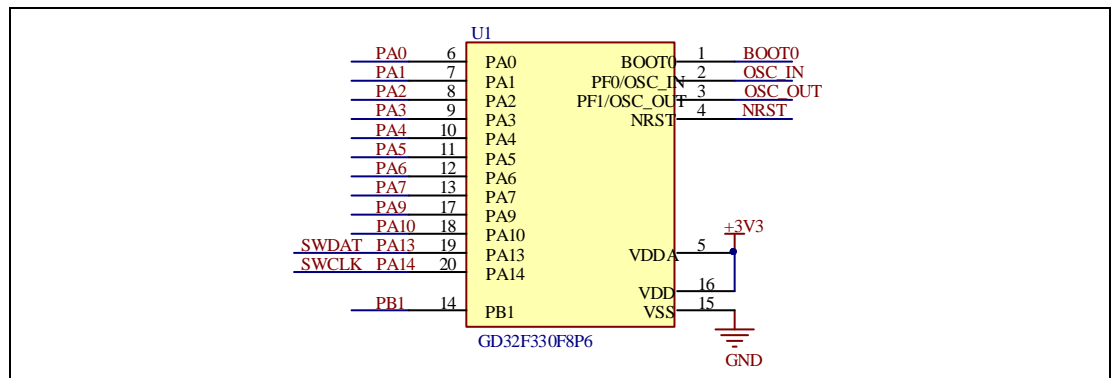 U1
PA0 6 PA0 BOOT0 1 BOOT0
PA1 7 PA1 PF0/OSC_IN 2 OSC_IN
PA2 8 PA2 PF1/OSC_OUT 3 OSC_OUT
PA3 9 PA3 NRST 4 NRST
PA4 10 PA4
PA5 11 PA5
PA6 12 PA6
PA7 13 PA7
PA9 17 PA9
PA10 18 PA10
+3V3
SWDAT PA13 19 PA13 VDDA 5
SWCLK PA14 20 PA14
VDD 16
PB1 14 PB1 VSS 15
GD32F330F8P6
GND